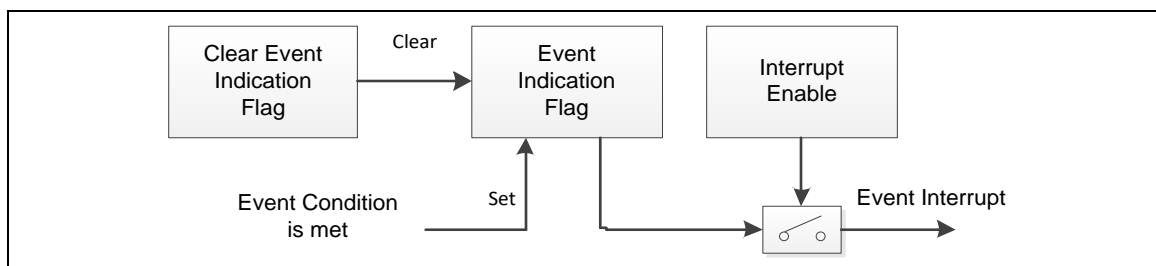 Clear Event
Indication
Flag
Clear
Event
Indication
Flag
Interrupt
Enable
Event Condition
is met
Set
Event Interrupt